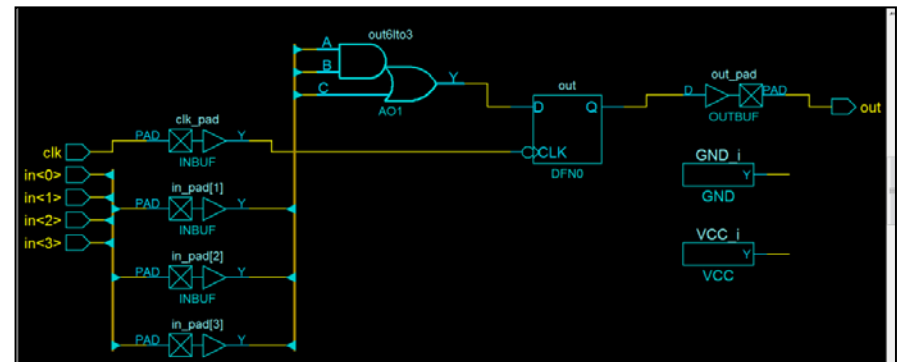 out6lto3
A
B
C
Y
AO1
out
D Q
CLK
DFN0
out_pad
D PAD
OUTBUF
out
clk_pad
PAD Y
INBUF
clk
in<0>
in<1>
in<2>
in<3>
in_pad[1]
PAD Y
INBUF
in_pad[2]
PAD Y
INBUF
in_pad[3]
PAD Y
GND_i
Y
GND
VCC_i
Y
VCC